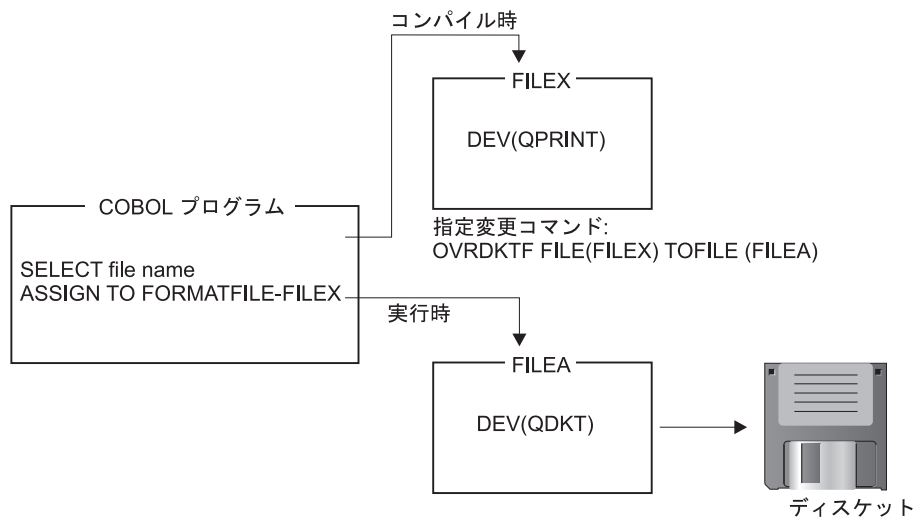 コンパイル時
FILEX
DEV(QPRINT)
COBOL プログラム
指定変更コマンド:
OVRDKTF FILE(FILEX) TOFILE (FILEA)
SELECT file name
ASSIGN TO FORMATFILE-FILEX
実行時
FILEA
DEV(QDKT)
ディスケット